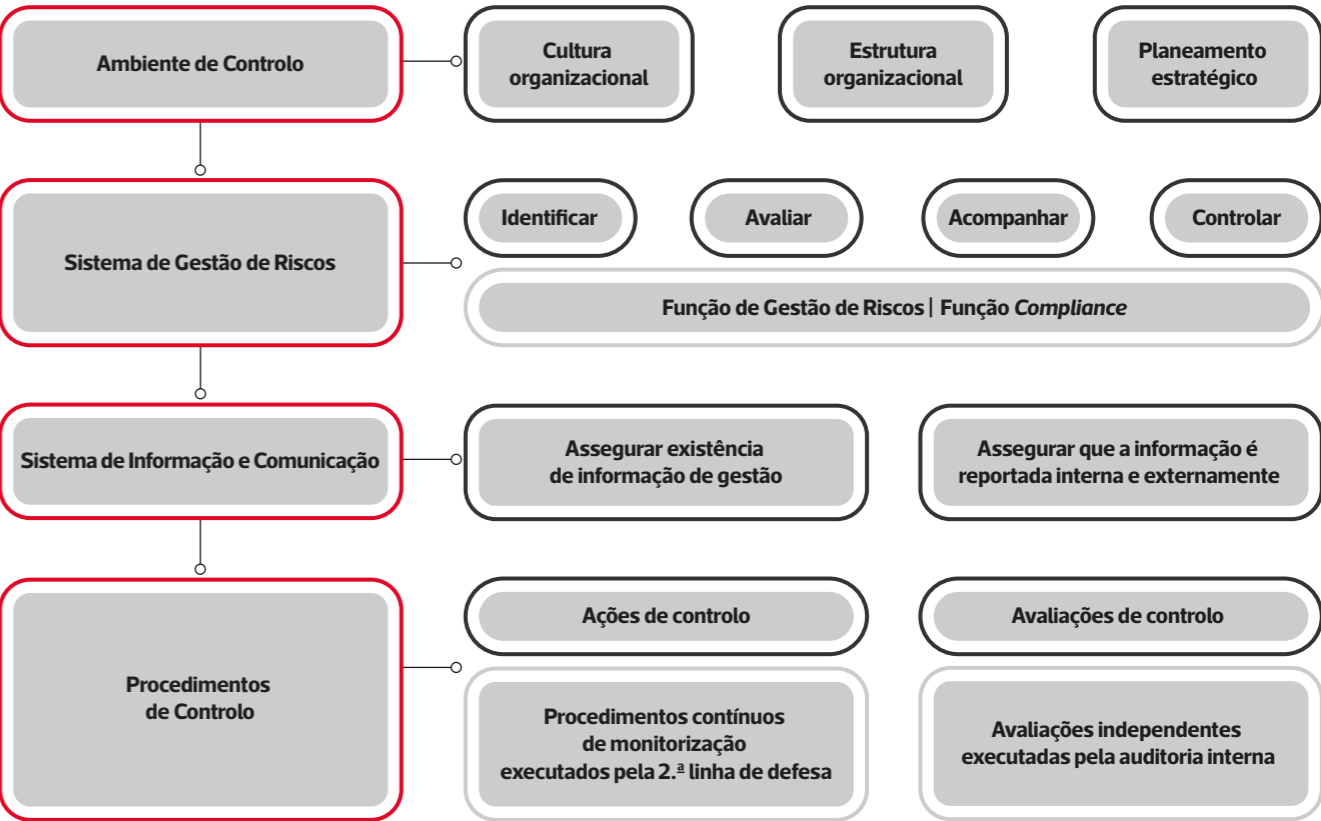 Ambiente de Controlo
Cultura
organizacional
Estrutura
organizacional
Planeamento
estratégico
Sistema de Gestão de Riscos
Identificar
Avaliar
Acompanhar
Controlar
Função de Gestão de Riscos | Função Compliance
Sistema de Informação e Comunicação
Assegurar existência
de informação de gestão
Assegurar que a informação é
reportada interna e externamente
Procedimentos
de Controlo
Ações de controlo
Avaliações de controlo
Procedimentos contínuos
de monitorização
executados pela 2.ª linha de defesa
Avaliações independentes
executadas pela auditoria interna